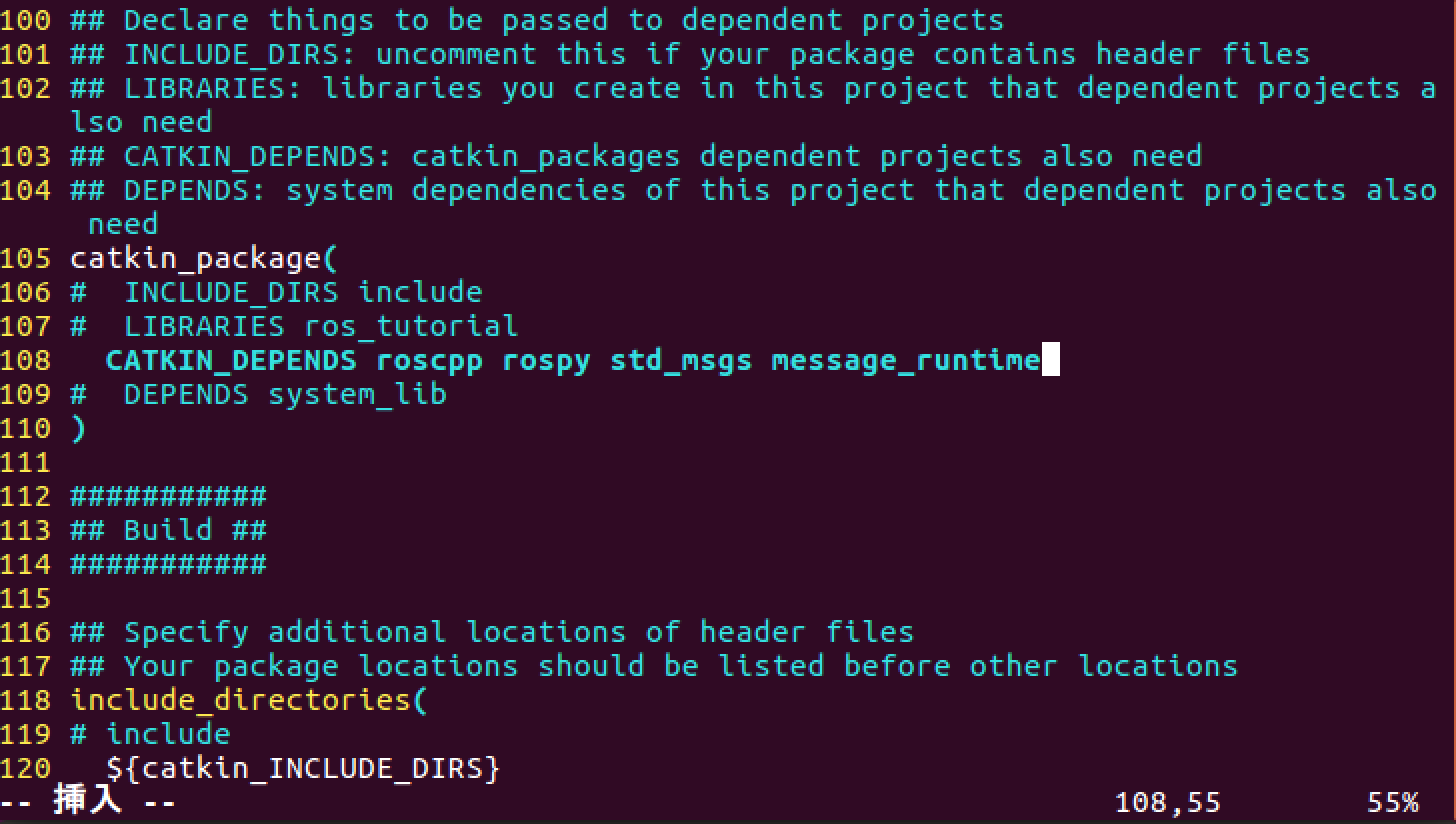 100 ## Declare things to be passed to dependent projects
101 ## INCLUDE_DIRS: uncomment this if your package contains header files
102 ## LIBRARIES: libraries you create in this project that dependent projects a
lso need
103 ## CATKIN_DEPENDS: catkin_packages dependent projects also need
104 ## DEPENDS: system dependencies of this project that dependent projects also
 need
105 catkin_package(
106 #  INCLUDE_DIRS include
107 #  LIBRARIES ros_tutorial
108   CATKIN_DEPENDS roscpp rospy std_msgs message_runtime
109 #  DEPENDS system_lib
110 )
111
112 ###########
113 ## Build ##
114 ###########
115
116 ## Specify additional locations of header files
117 ## Your package locations should be listed before other locations
118 include_directories(
119 # include
120   ${catkin_INCLUDE_DIRS}
-- 插入 -- 108,55 55%